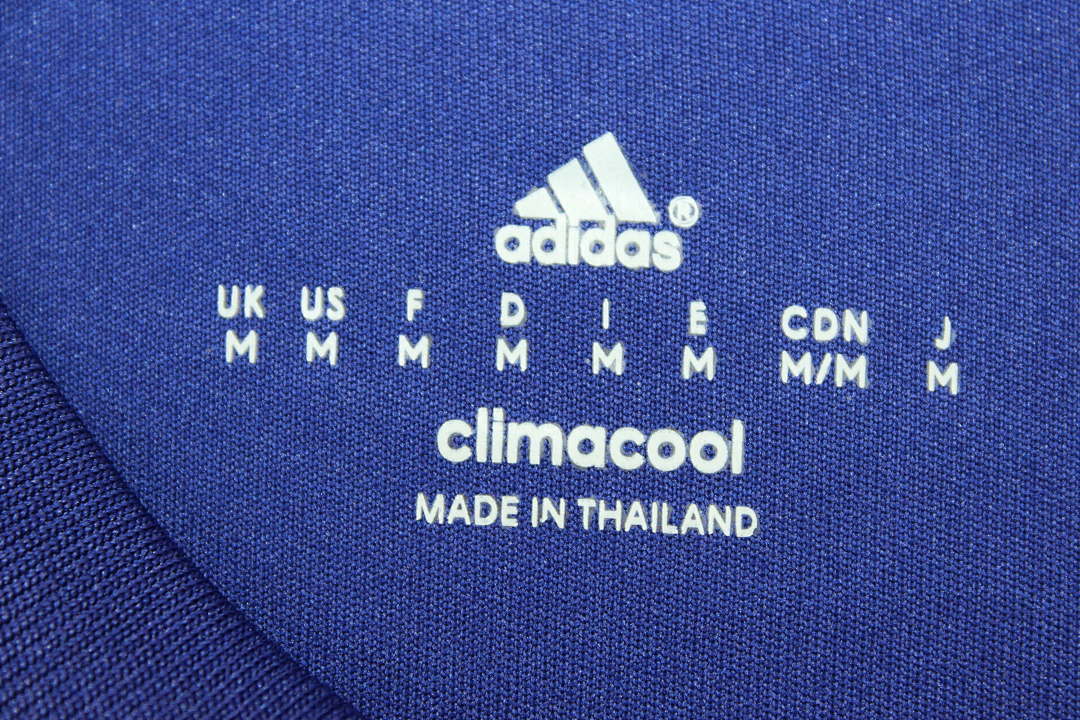 adidas®
UK US F D I E CDN J
M M M M M M M/M M
climacool
MADE IN THAILAND